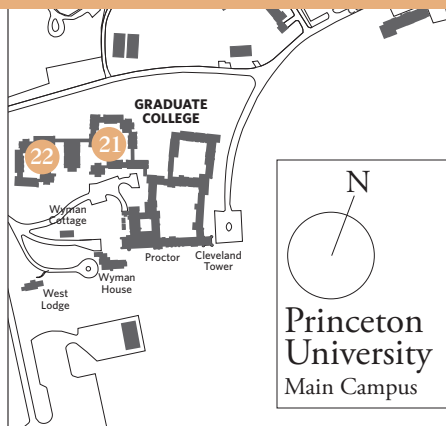 GRADUATE
COLLEGE
21
22
Wyman
Cottage
Proctor
Cleveland
Tower
Wyman
House
West
Lodge
N
Princeton
University
Main Campus